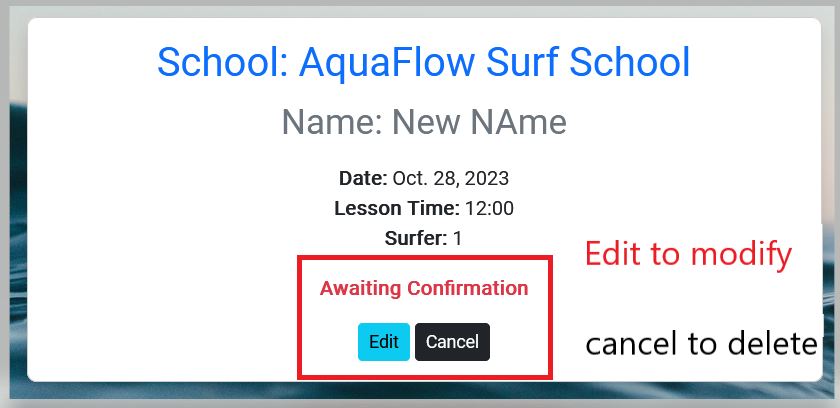 School: AquaFlow Surf School
Name: New NAme
Date: Oct. 28, 2023
Lesson Time: 12:00
Surfer: 1
Awaiting Confirmation
Edit Cancel
Edit to modify
cancel to delete